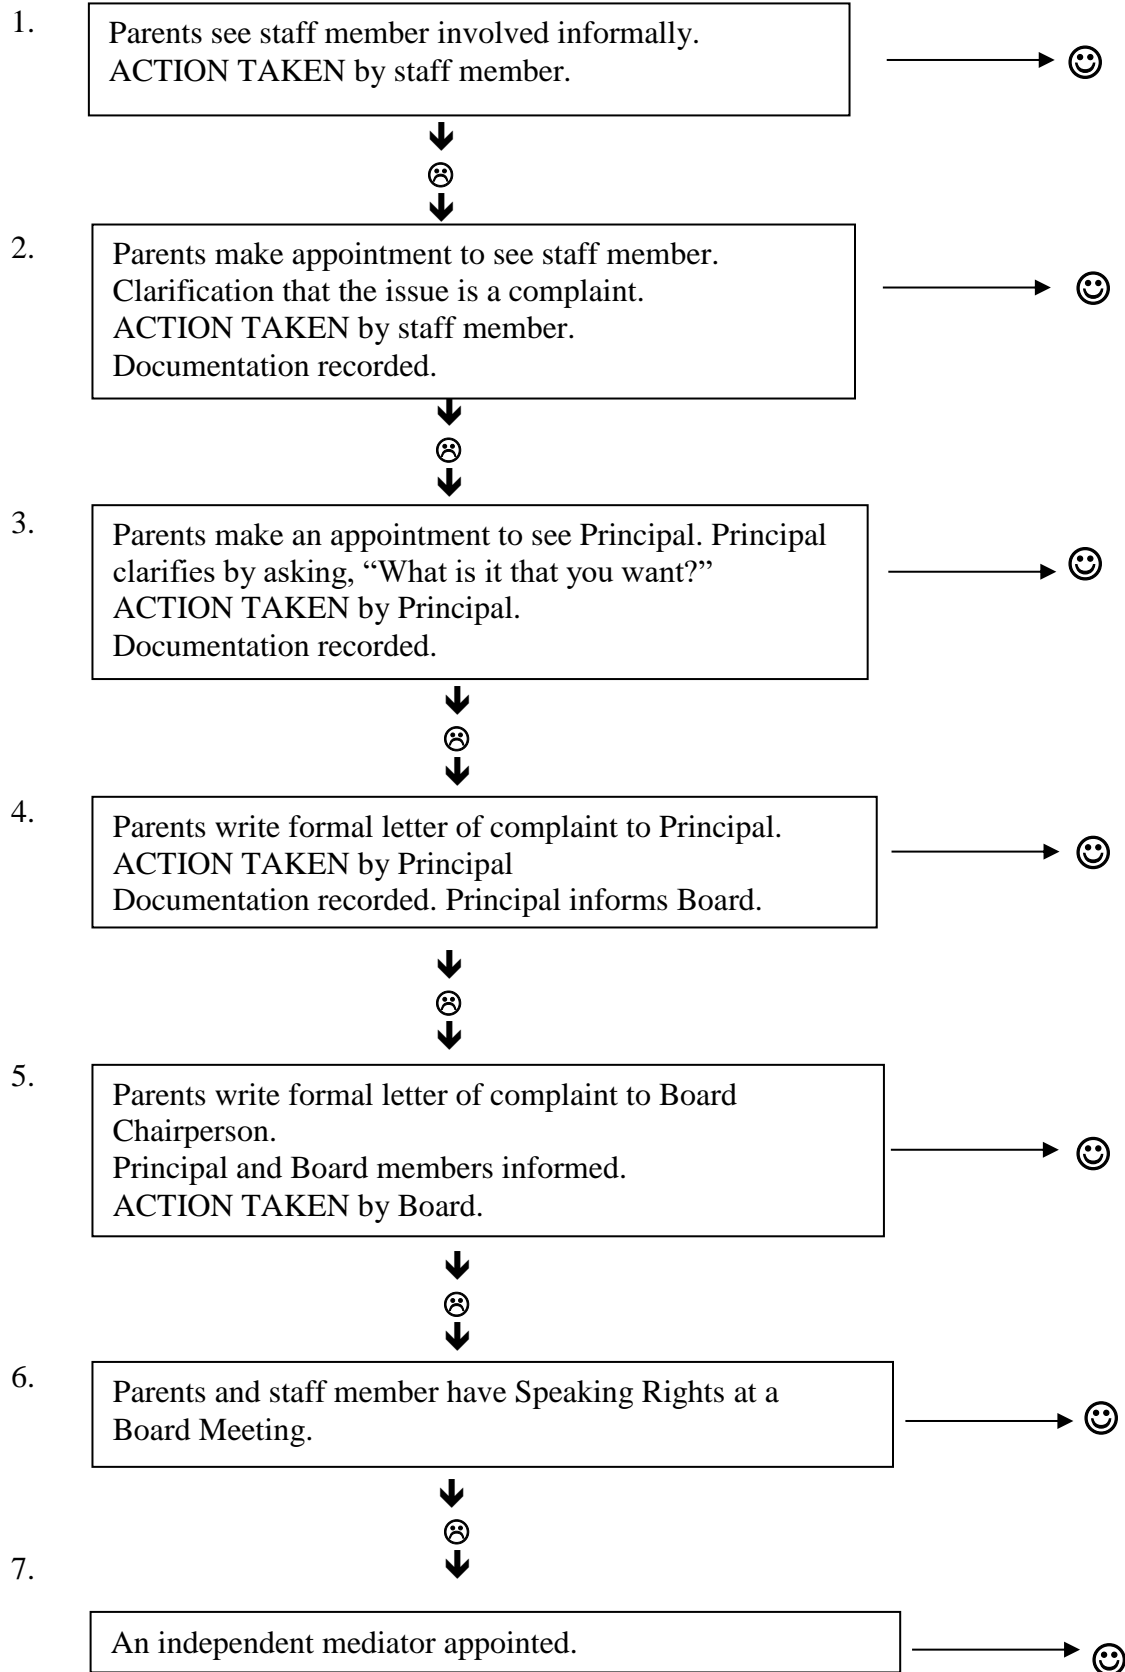 1.
Parents see staff member involved informally.
ACTION TAKEN by staff member.
2.
Parents make appointment to see staff member.
Clarification that the issue is a complaint.
ACTION TAKEN by staff member.
Documentation recorded.
3.
Parents make an appointment to see Principal. Principal
clarifies by asking, “What is it that you want?”
ACTION TAKEN by Principal.
Documentation recorded.
4.
Parents write formal letter of complaint to Principal.
ACTION TAKEN by Principal
Documentation recorded. Principal informs Board.
5.
Parents write formal letter of complaint to Board
Chairperson.
Principal and Board members informed.
ACTION TAKEN by Board.
6.
Parents and staff member have Speaking Rights at a
Board Meeting.
7.
An independent mediator appointed.